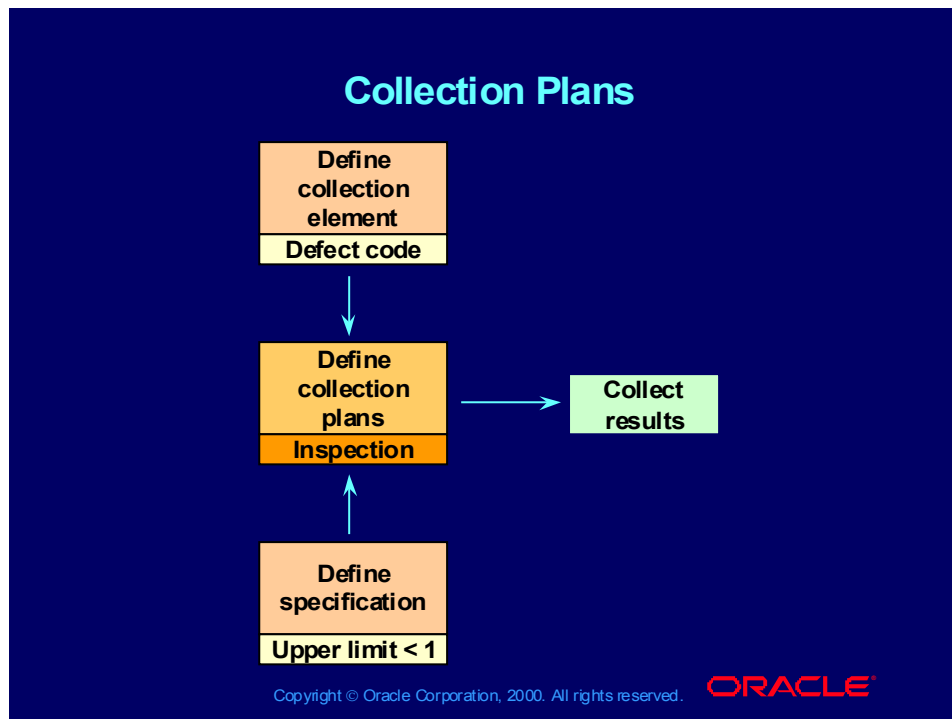 Collection Plans
Define
collection
element
Defect code
Define
collection
plans
Inspection
Collect
results
Define
specification
Upper limit < 1
Copyright © Oracle Corporation, 2000. All rights reserved.
ORACLE®